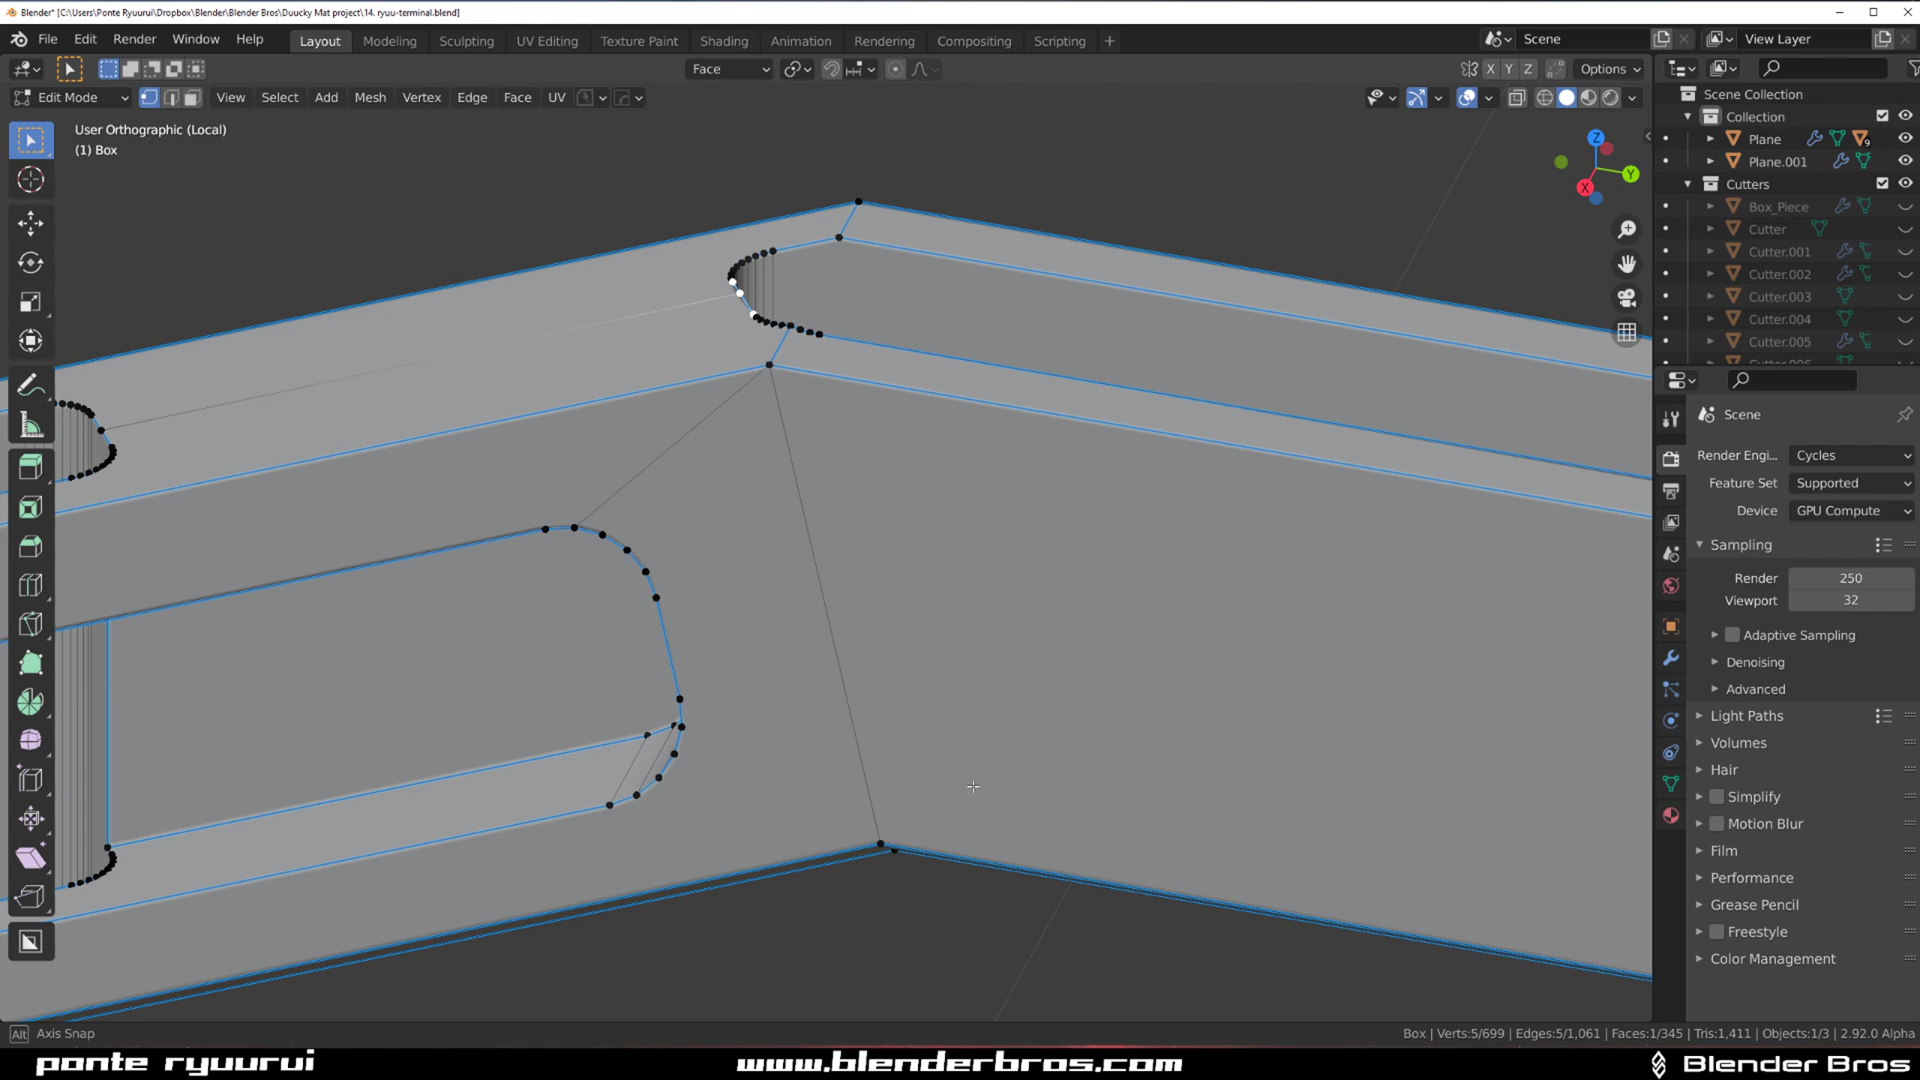 Blender* [C:\Users\Ponte Ryuurui\Dropbox\Blender\Blender Bros\Duucky Mat project\14. ryuu-terminal.blend]
File Edit Render Window Help Layout Modeling Sculpting UV Editing Texture Paint Shading Animation Rendering Compositing Scripting + Scene View Layer
Face X Y Z Options
Edit Mode View Select Add Mesh Vertex Edge Face UV
User Orthographic (Local)
(1) Box
Z
Y
X
Scene Collection
Collection
Plane 9
Plane.001
Cutters
Box_Piece
Cutter
Cutter.001
Cutter.002
Cutter.003
Cutter.004
Cutter.005
Scene
Render Engi... Cycles
Feature Set Supported
Device GPU Compute
Sampling
Render 250
Viewport 32
Adaptive Sampling
Denoising
Advanced
Light Paths
Volumes
Hair
Simplify
Motion Blur
Film
Performance
Grease Pencil
Freestyle
Color Management
Alt Axis Snap
Box | Verts:5/699 | Edges:5/1,061 | Faces:1/345 | Tris:1,411 | Objects:1/3 | 2.92.0 Alpha
ponte ryuurui www.blenderbros.com Blender Bros